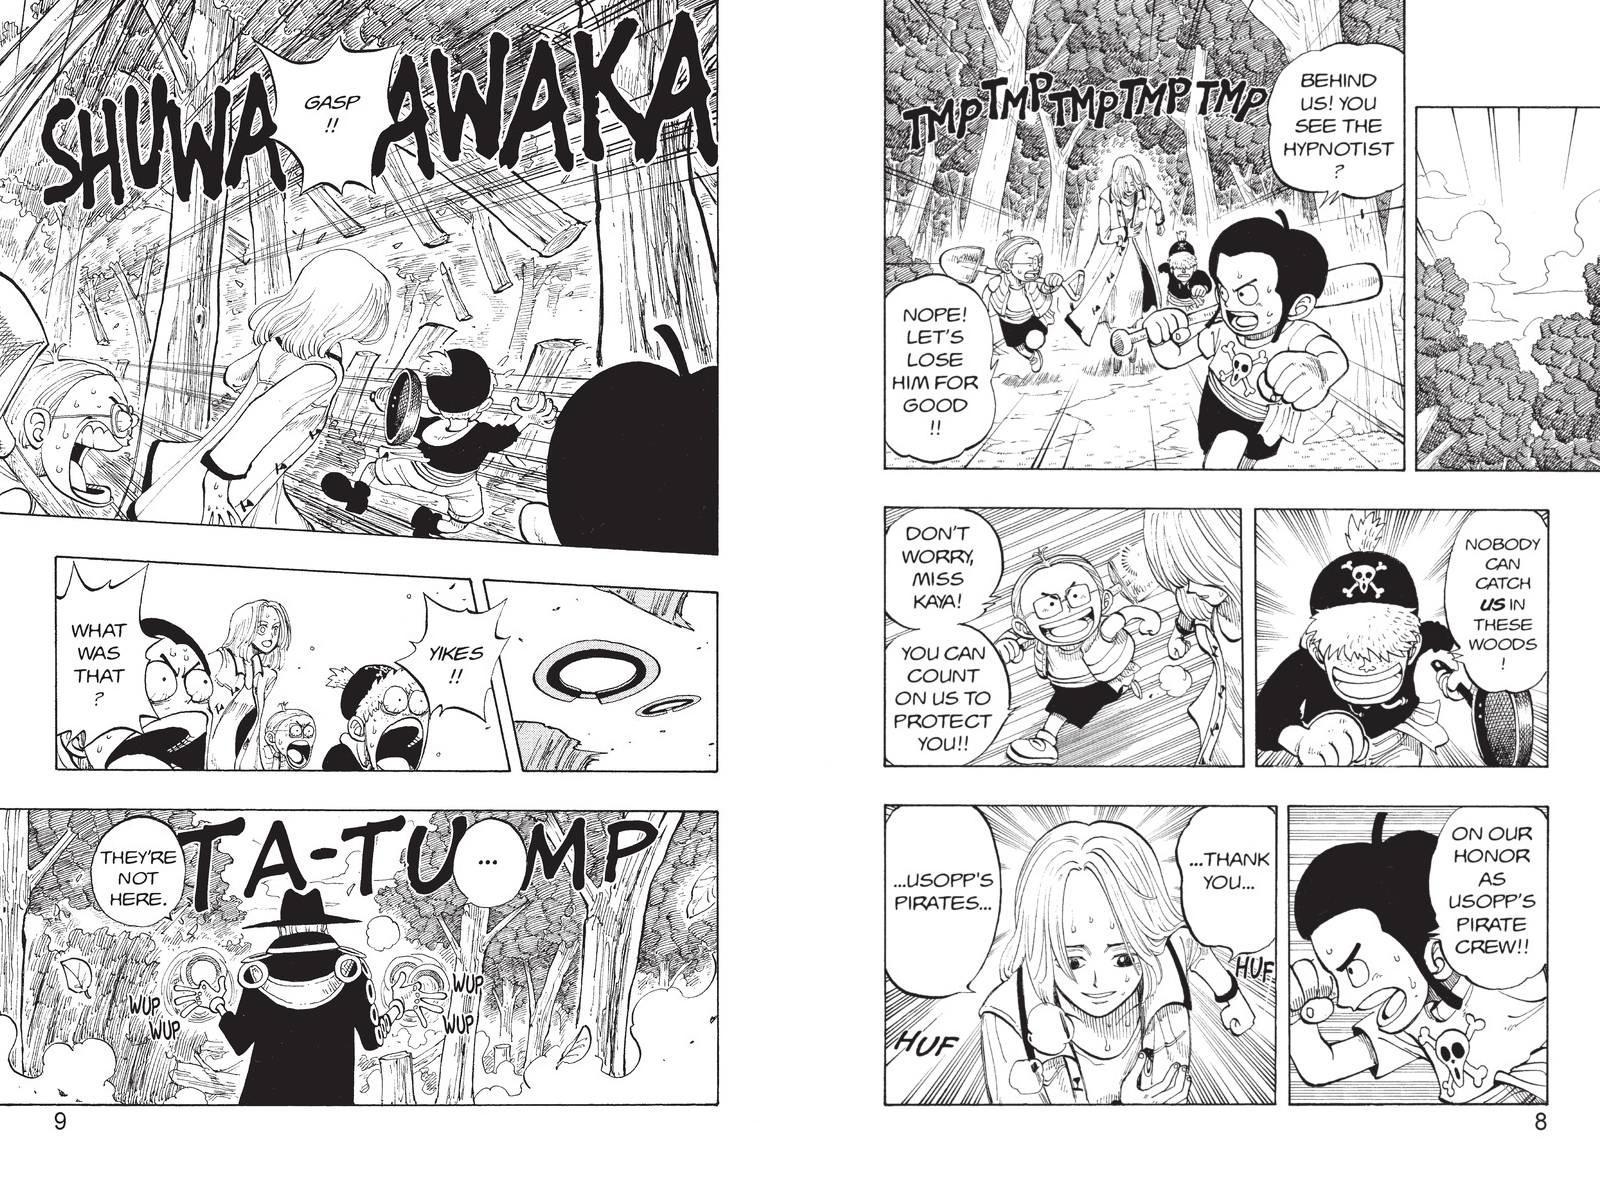 BEHIND
US! YOU
SEE THE
HYPNOTIST
?
TMP TMP TMP TMP TMP
NOPE!
LET'S
LOSE
HIM FOR
GOOD
!!
NOBODY
CAN
CATCH
US IN
THESE
WOODS
!
DON'T
WORRY,
MISS
KAYA!
YOU CAN
COUNT
ON US TO
PROTECT
YOU!!
ON OUR
HONOR
AS
USOPP'S
PIRATE
CREW!!
...THANK
YOU...
HUF
...USOPP'S
PIRATES...
HUF
8
GASP
!!
SHUWA AWAKA
YIKES
!!
WHAT
WAS
THAT
?
TA-TUMP
...
THEY'RE
NOT
HERE.
WUP
WUP
WUP
WUP
9